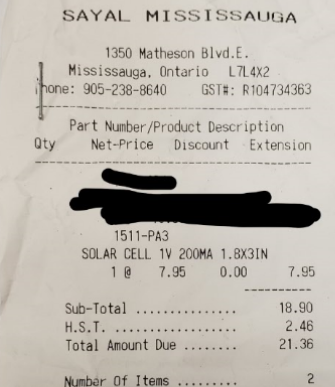 SAYAL MISSISSAUGA
1350 Matheson Blvd.E.
Mississauga, Ontario L7L4X2
hone: 905-238-8640 GST#: R104734363
Part Number/Product Description
Qty Net-Price Discount Extension
1511-PA3
SOLAR CELL 1V 200MA 1.8X3IN
1 @ 7.95 0.00 7.95
Sub-Total ............... 18.90
H.S.T. .................. 2.46
Total Amount Due ........ 21.36
Number Of Items ......... 2